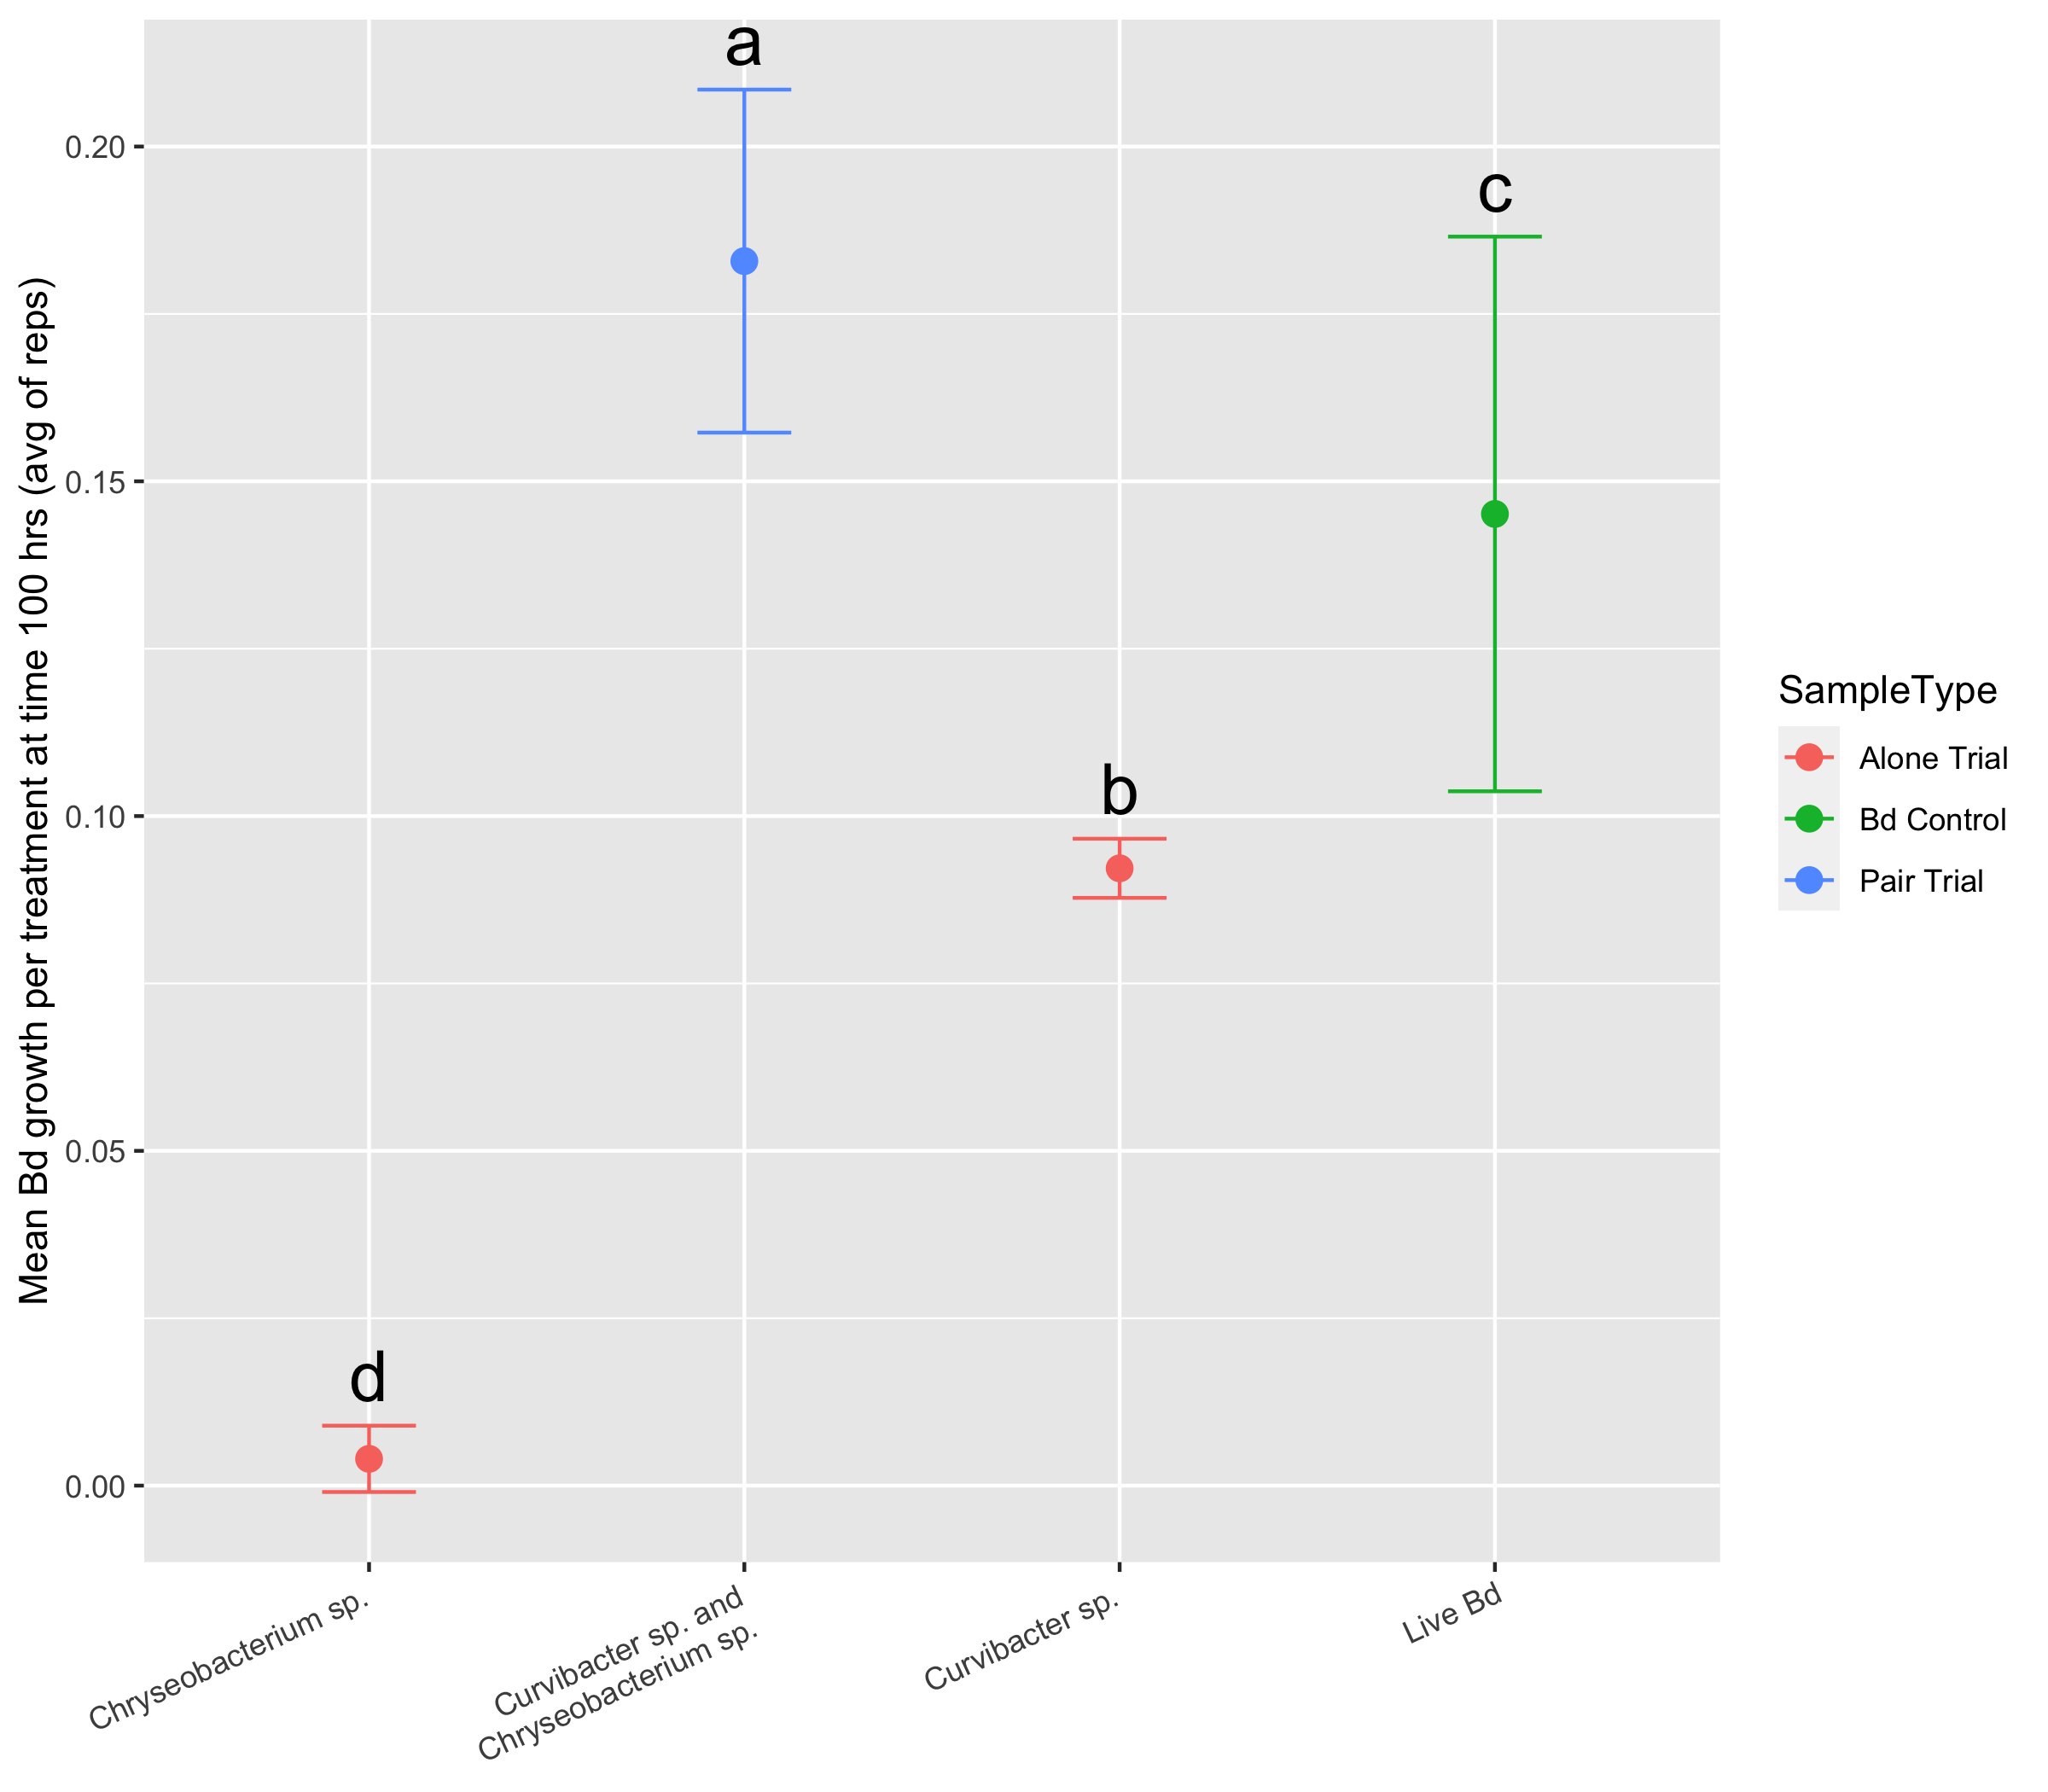 Mean Bd growth per treatment at time 100 hrs (avg of reps)
0.20
0.15
0.10
0.05
0.00
a
c
b
d
Chryseobacterium sp.
Curvibacter sp. and
Chryseobacterium sp.
Curvibacter sp.
Live Bd
SampleType
Alone Trial
Bd Control
Pair Trial